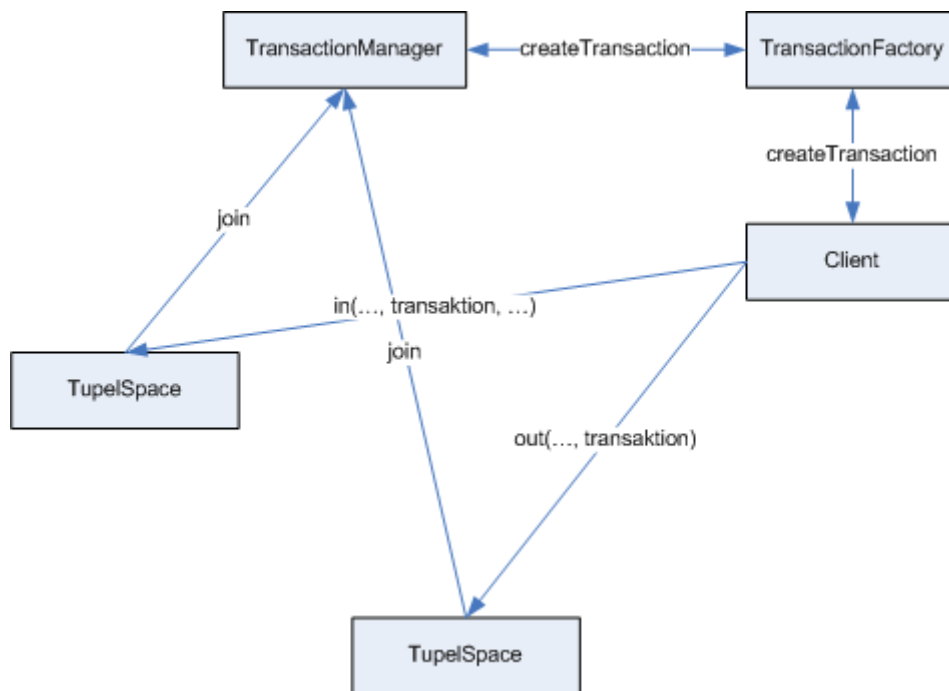 TransactionManager
createTransaction
TransactionFactory
createTransaction
join
Client
in(…, transaktion, …)
join
TupelSpace
out(…, transaktion)
TupelSpace